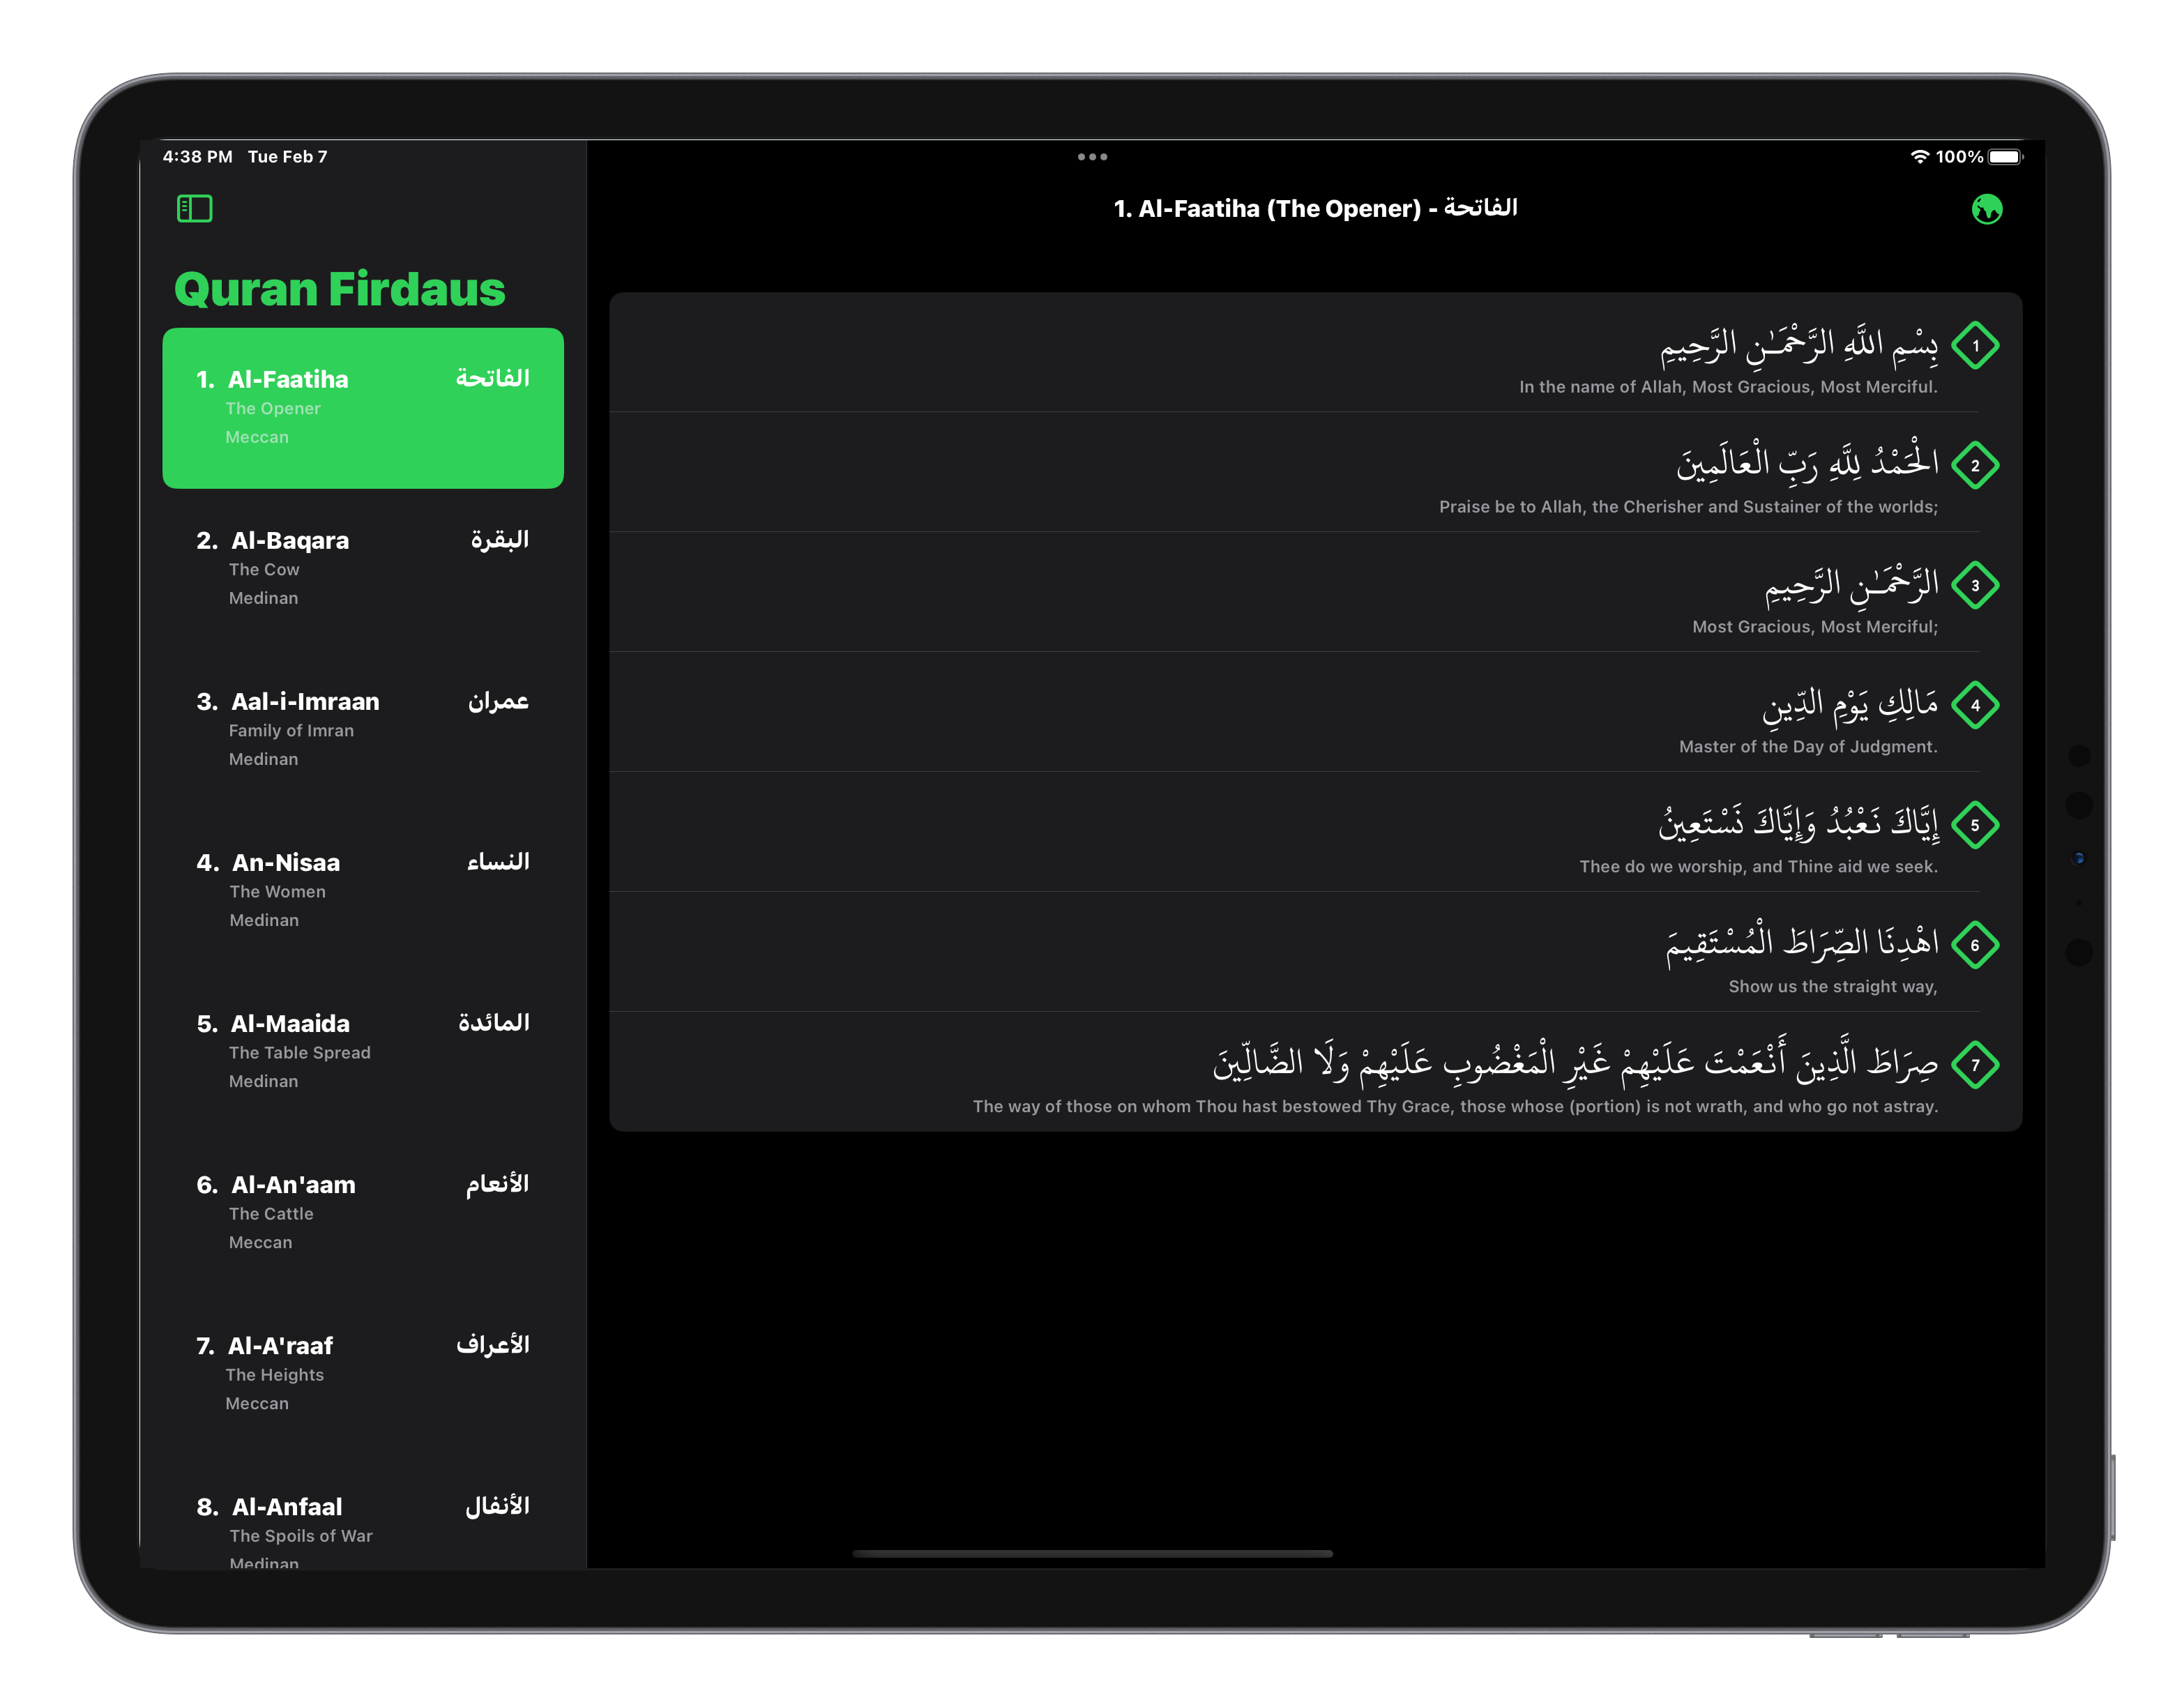 4:38 PM Tue Feb 7
100%
1. Al-Faatiha (The Opener) - الفاتحة
Quran Firdaus
1. Al-Faatiha الفاتحة
The Opener
Meccan
2. Al-Baqara البقرة
The Cow
Medinan
3. Aal-i-Imraan عمران
Family of Imran
Medinan
4. An-Nisaa النساء
The Women
Medinan
5. Al-Maaida المائدة
The Table Spread
Medinan
6. Al-An'aam الأنعام
The Cattle
Meccan
7. Al-A'raaf الأعراف
The Heights
Meccan
8. Al-Anfaal الأنفال
The Spoils of War
Medinan
1 بِسْمِ اللَّهِ الرَّحْمَـٰنِ الرَّحِيمِ
In the name of Allah, Most Gracious, Most Merciful.
2 الْحَمْدُ لِلَّهِ رَبِّ الْعَالَمِينَ
Praise be to Allah, the Cherisher and Sustainer of the worlds;
3 الرَّحْمَـٰنِ الرَّحِيمِ
Most Gracious, Most Merciful;
4 مَالِكِ يَوْمِ الدِّينِ
Master of the Day of Judgment.
5 إِيَّاكَ نَعْبُدُ وَإِيَّاكَ نَسْتَعِينُ
Thee do we worship, and Thine aid we seek.
6 اهْدِنَا الصِّرَاطَ الْمُسْتَقِيمَ
Show us the straight way,
7 صِرَاطَ الَّذِينَ أَنْعَمْتَ عَلَيْهِمْ غَيْرِ الْمَغْضُوبِ عَلَيْهِمْ وَلَا الضَّالِّينَ
The way of those on whom Thou hast bestowed Thy Grace, those whose (portion) is not wrath, and who go not astray.